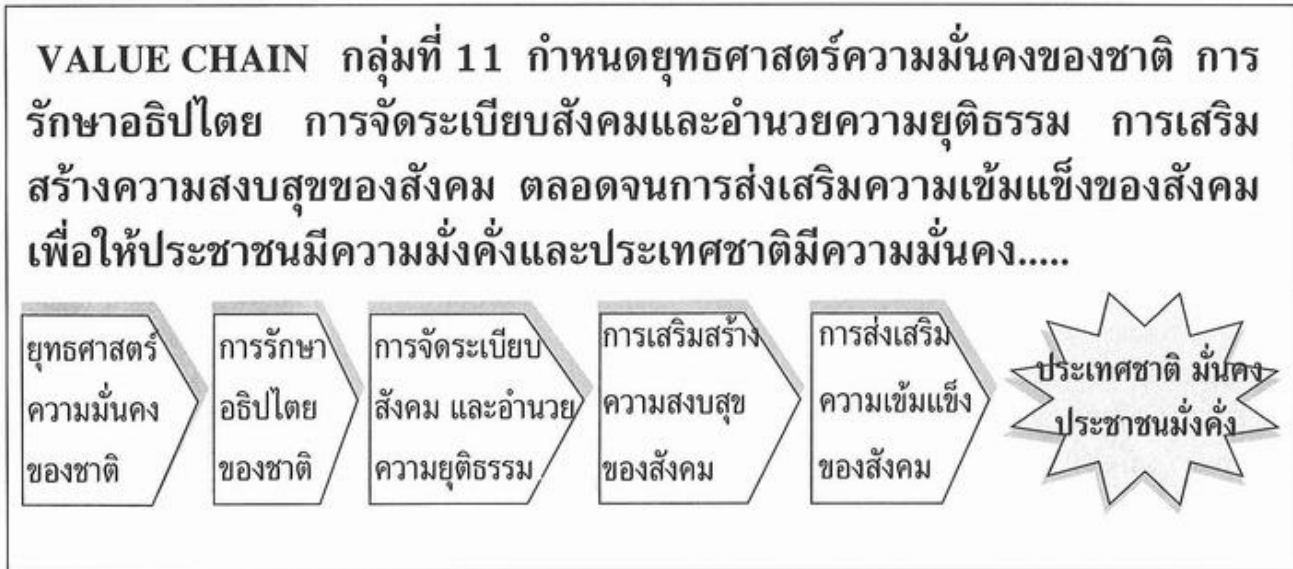 VALUE CHAIN กลุ่มที่ 11 กำหนดยุทธศาสตร์ความมั่นคงของชาติ การ
รักษาอธิปไตย การจัดระเบียบสังคมและอำนวยความยุติธรรม การเสริม
สร้างความสงบสุขของสังคม ตลอดจนการส่งเสริมความเข้มแข็งของสังคม
เพื่อให้ประชาชนมีความมั่งคั่งและประเทศชาติมีความมั่นคง.....
ยุทธศาสตร์
ความมั่นคง
ของชาติ
การรักษา
อธิปไตย
ของชาติ
การจัดระเบียบ
สังคม และอำนวย
ความยุติธรรม
การเสริมสร้าง
ความสงบสุข
ของสังคม
การส่งเสริม
ความเข้มแข็ง
ของสังคม
ประเทศชาติ มั่นคง
ประชาชนมั่งคั่ง